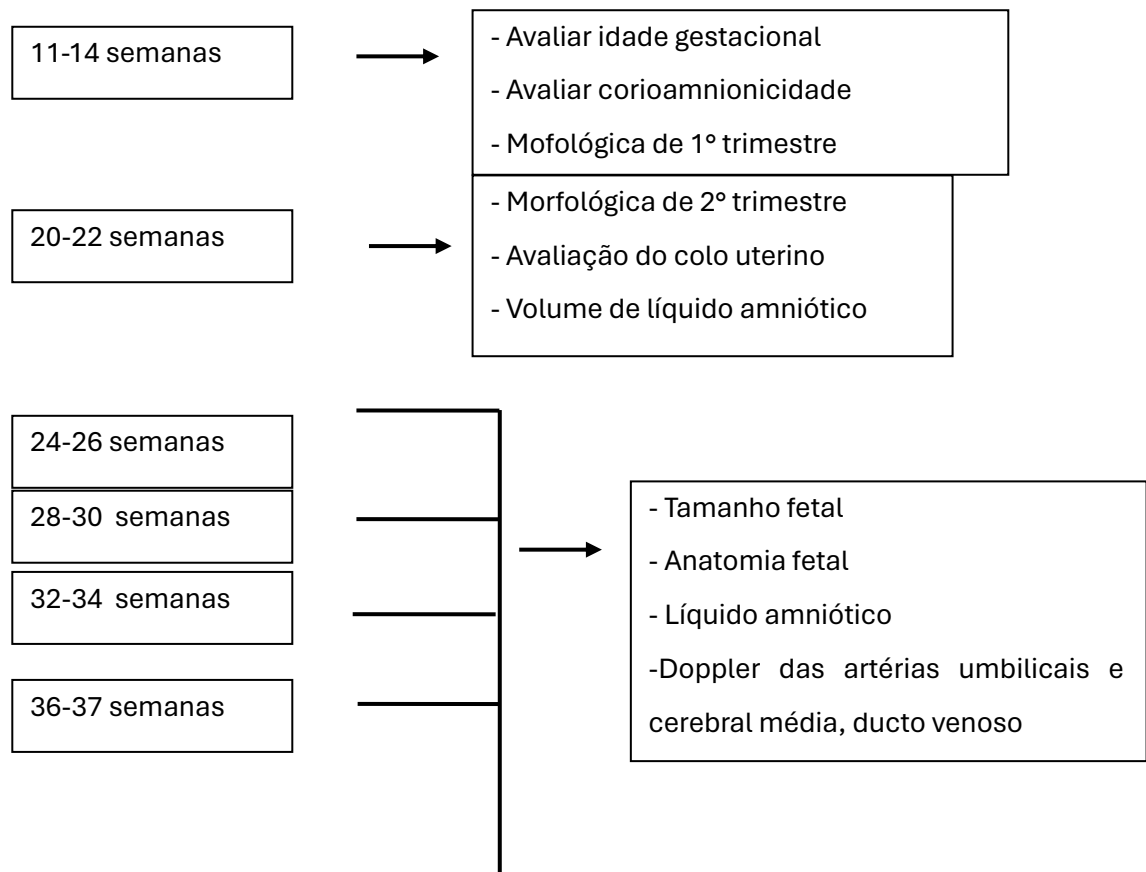 11-14 semanas
- Avaliar idade gestacional
- Avaliar corioamnionicidade
- Mofológica de 1° trimestre
20-22 semanas
- Morfológica de 2° trimestre
- Avaliação do colo uterino
- Volume de líquido amniótico
24-26 semanas
28-30 semanas
32-34 semanas
36-37 semanas
- Tamanho fetal
- Anatomia fetal
- Líquido amniótico
-Doppler das artérias umbilicais e
cerebral média, ducto venoso